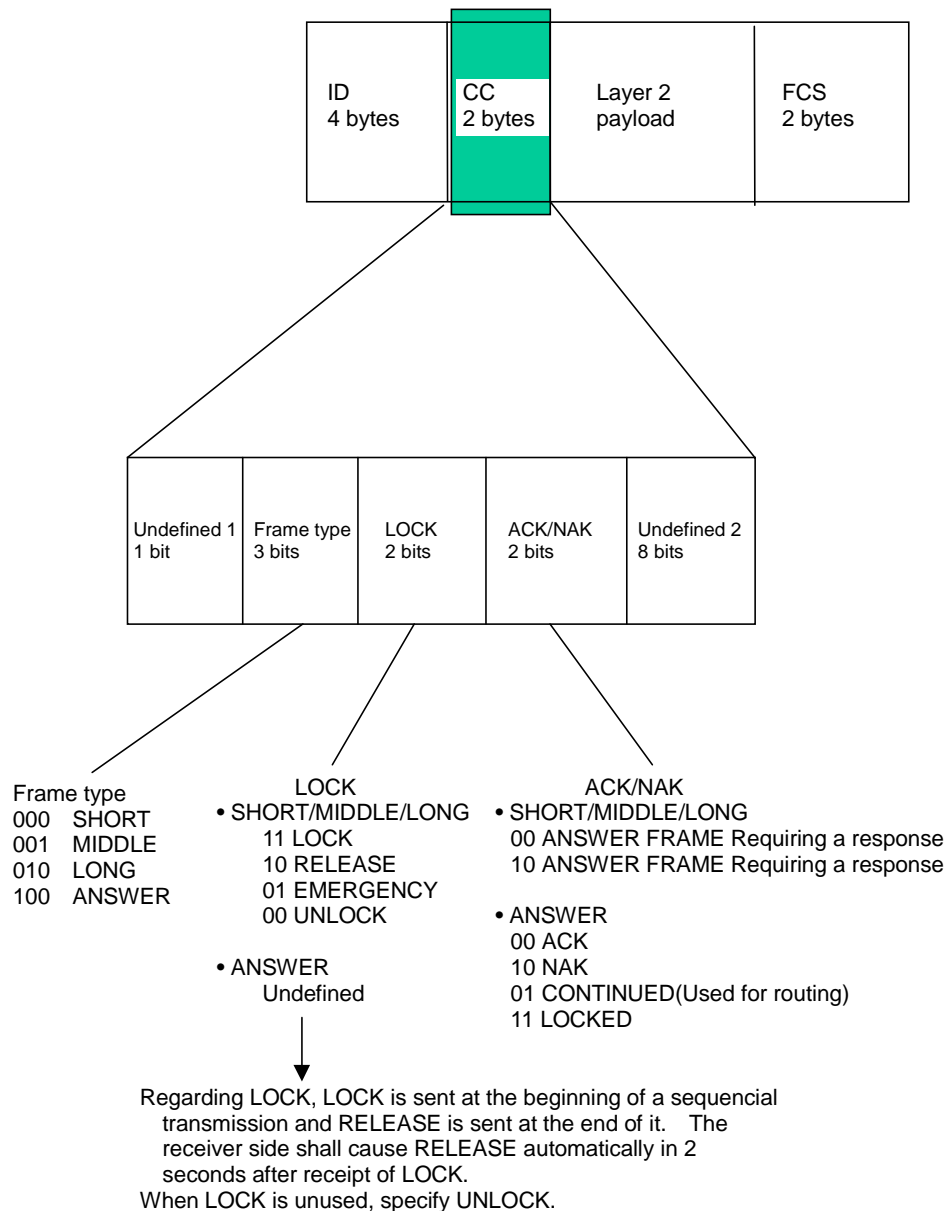 ID
4 bytes
CC
2 bytes
Layer 2
payload
FCS
2 bytes
Undefined 1
1 bit
Frame type
3 bits
LOCK
2 bits
ACK/NAK
2 bits
Undefined 2
8 bits
Frame type
000 SHORT
001 MIDDLE
010 LONG
100 ANSWER
LOCK
• SHORT/MIDDLE/LONG
11 LOCK
10 RELEASE
01 EMERGENCY
00 UNLOCK
• ANSWER
Undefined
ACK/NAK
• SHORT/MIDDLE/LONG
00 ANSWER FRAME Requiring a response
10 ANSWER FRAME Requiring a response
• ANSWER
00 ACK
10 NAK
01 CONTINUED(Used for routing)
11 LOCKED
Regarding LOCK, LOCK is sent at the beginning of a sequencial
transmission and RELEASE is sent at the end of it. The
receiver side shall cause RELEASE automatically in 2
seconds after receipt of LOCK.
When LOCK is unused, specify UNLOCK.